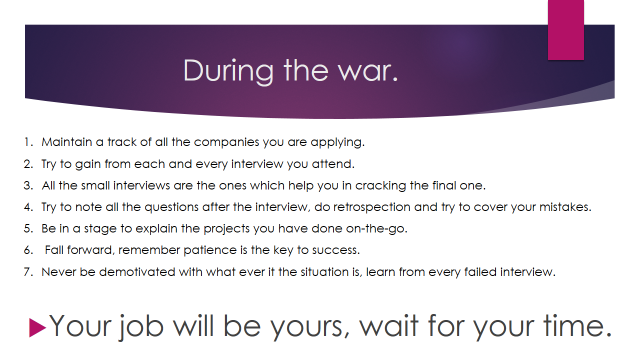 During the war.
1. Maintain a track of all the companies you are applying.
2. Try to gain from each and every interview you attend.
3. All the small interviews are the ones which help you in cracking the final one.
4. Try to note all the questions after the interview, do retrospection and try to cover your mistakes.
5. Be in a stage to explain the projects you have done on-the-go.
6. Fall forward, remember patience is the key to success.
7. Never be demotivated with what ever it the situation is, learn from every failed interview.
Your job will be yours, wait for your time.